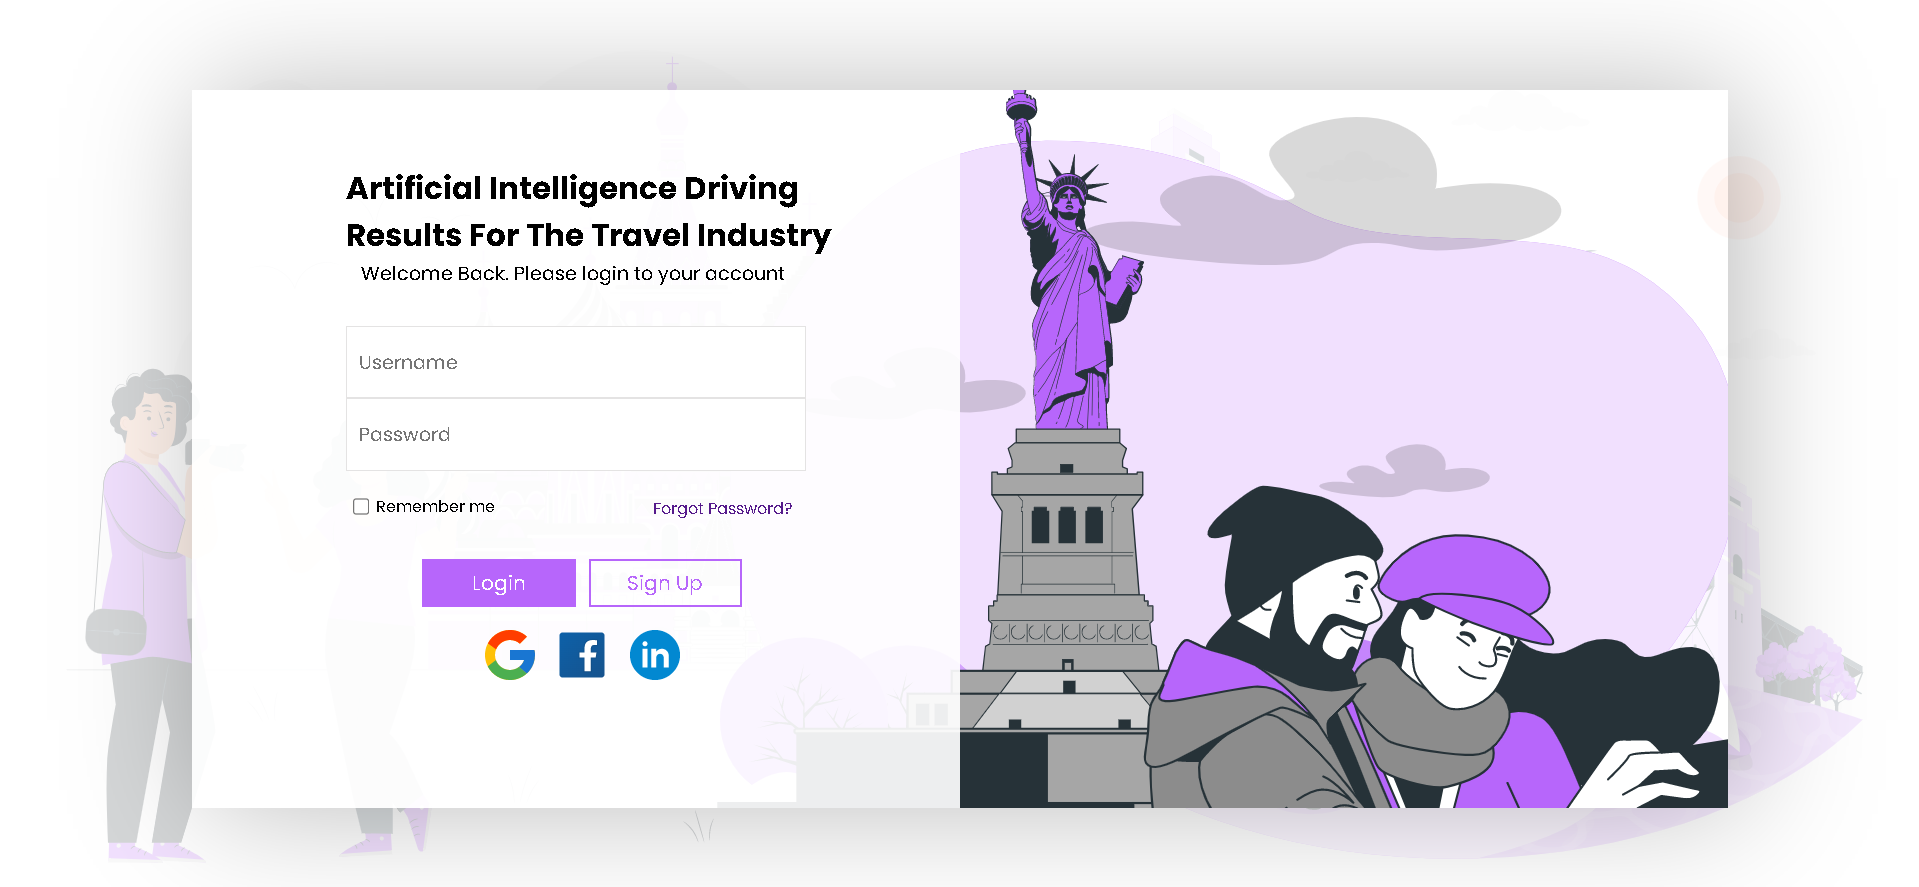 Artificial Intelligence Driving
Results For The Travel Industry
Welcome Back. Please login to your account
Username
Password
Remember me
Forgot Password?
Login
Sign Up